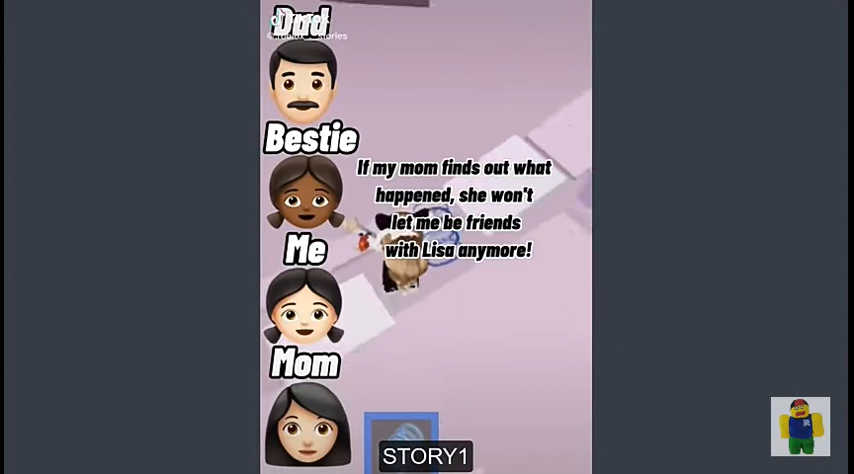 Dad
Bestie
If my mom finds out what
happened, she won't
let me be friends
with Lisa anymore!
Me
Mom
STORY1